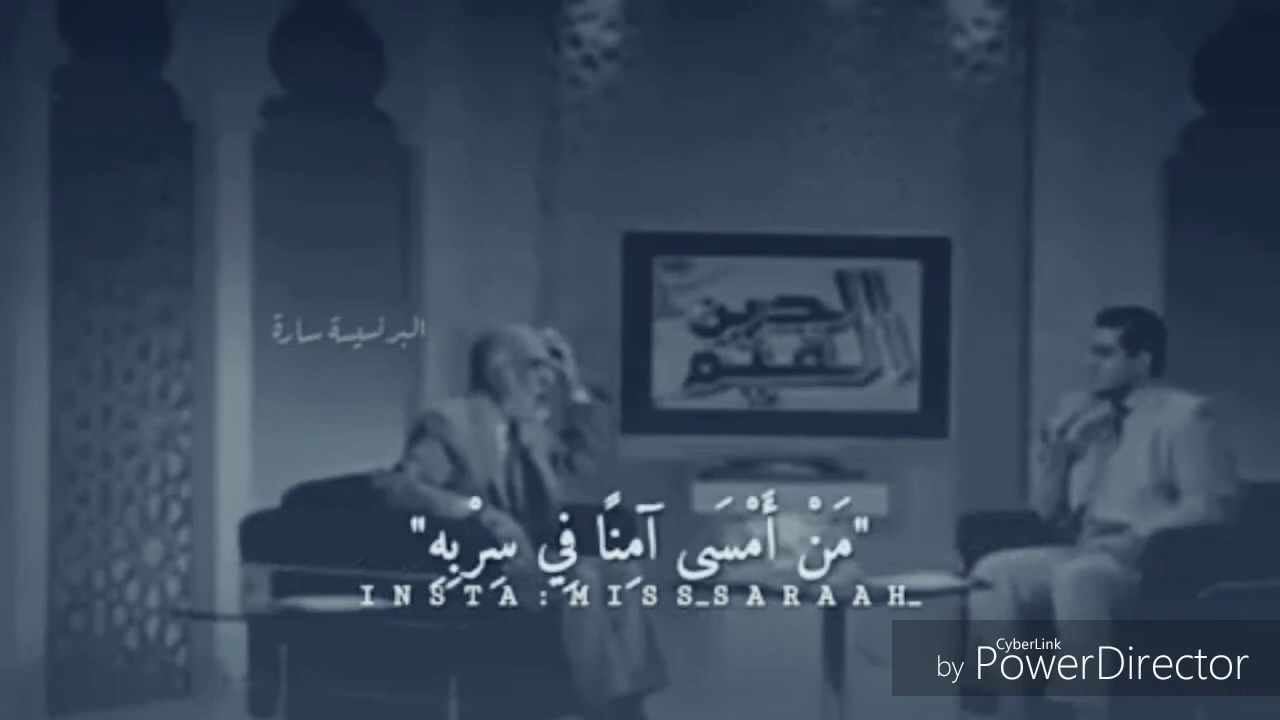 البرنسيسة سارة
"مَنْ أَمْسَى آمِنًا فِي سِرْبِهِ"
INSTA:MISS_SARAAH_
CyberLink
by PowerDirector